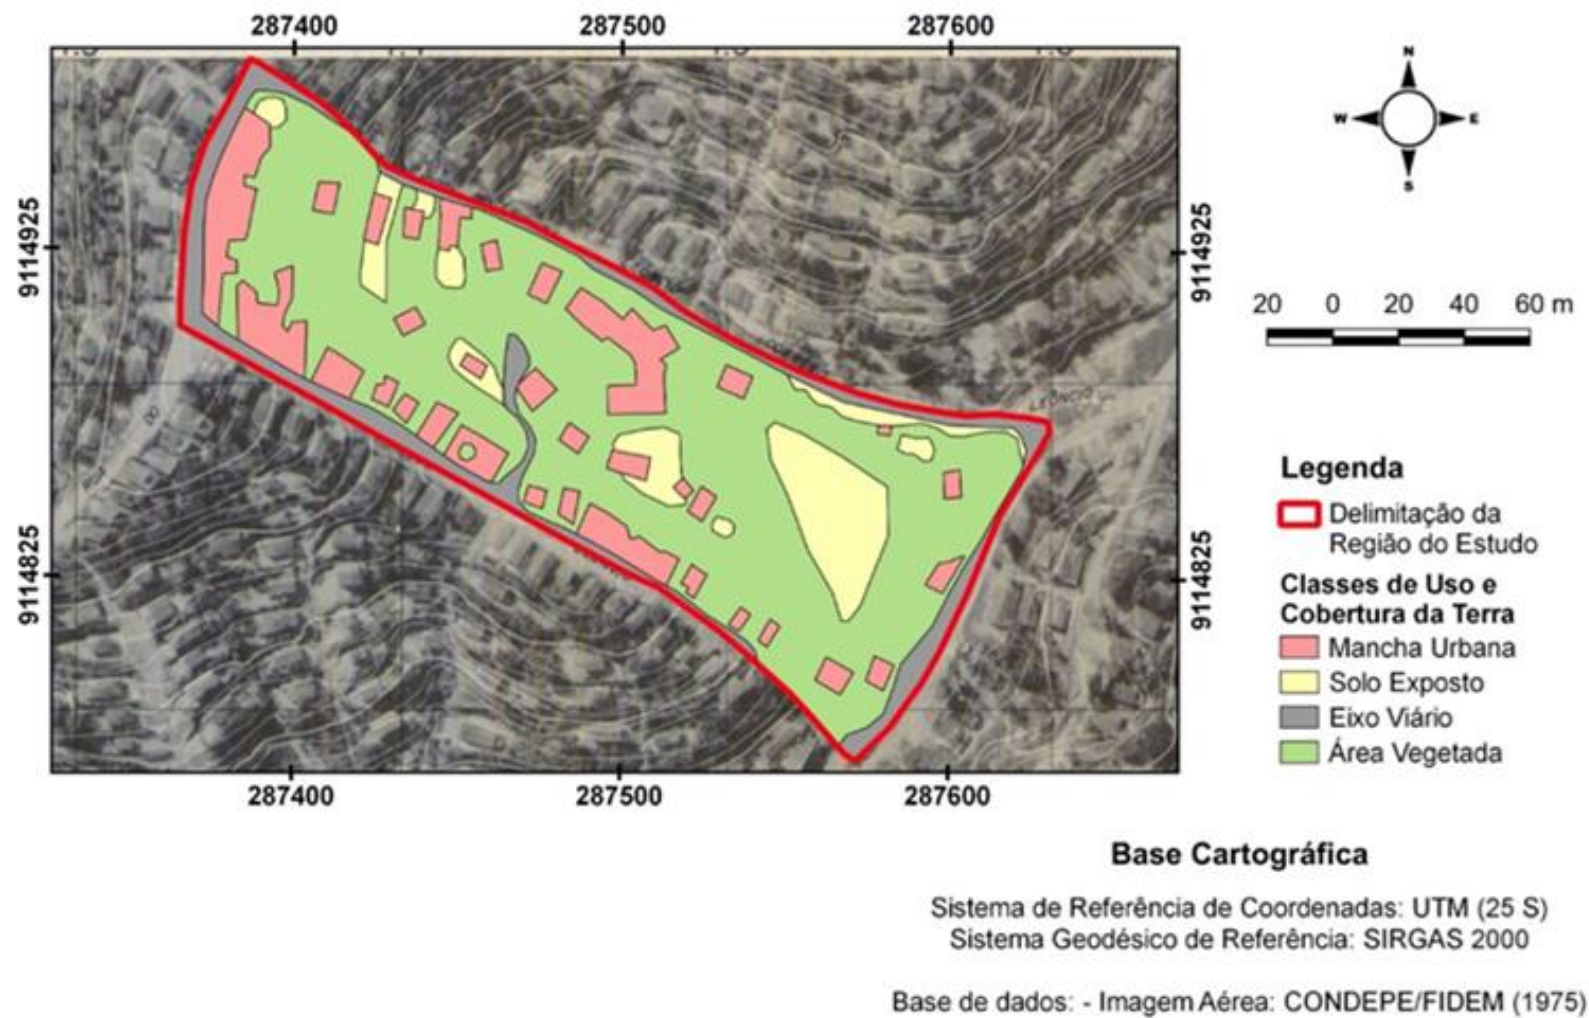 287400 287500 287600
N
W E
S
9114925 9114925
20 0 20 40 60 m
LEÔNCIO
Legenda
Delimitação da
Região do Estudo
9114825 9114825
Classes de Uso e
Cobertura da Terra
Mancha Urbana
Solo Exposto
Eixo Viário
Área Vegetada
287400 287500 287600
Base Cartográfica
Sistema de Referência de Coordenadas: UTM (25 S)
Sistema Geodésico de Referência: SIRGAS 2000
Base de dados: - Imagem Aérea: CONDEPE/FIDEM (1975)